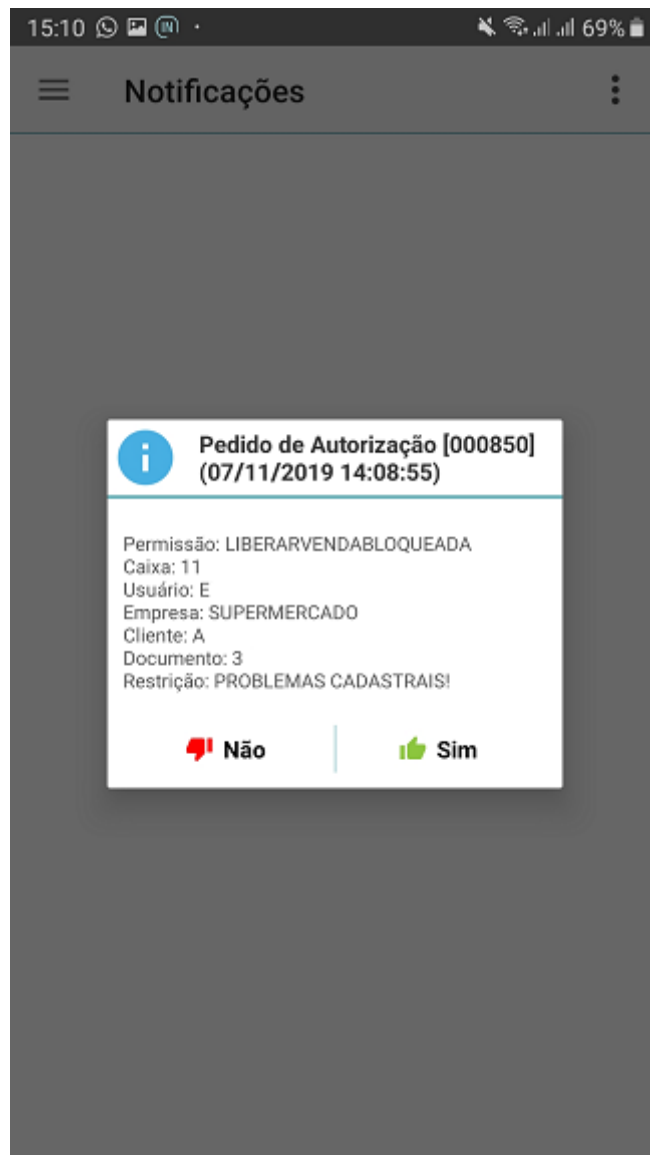 15:10 69%
Notificações
Pedido de Autorização [000850]
(07/11/2019 14:08:55)
Permissão: LIBERARVENDABLOQUEADA
Caixa: 11
Usuário: E
Empresa: SUPERMERCADO
Cliente: A
Documento: 3
Restrição: PROBLEMAS CADASTRAIS!
Não Sim